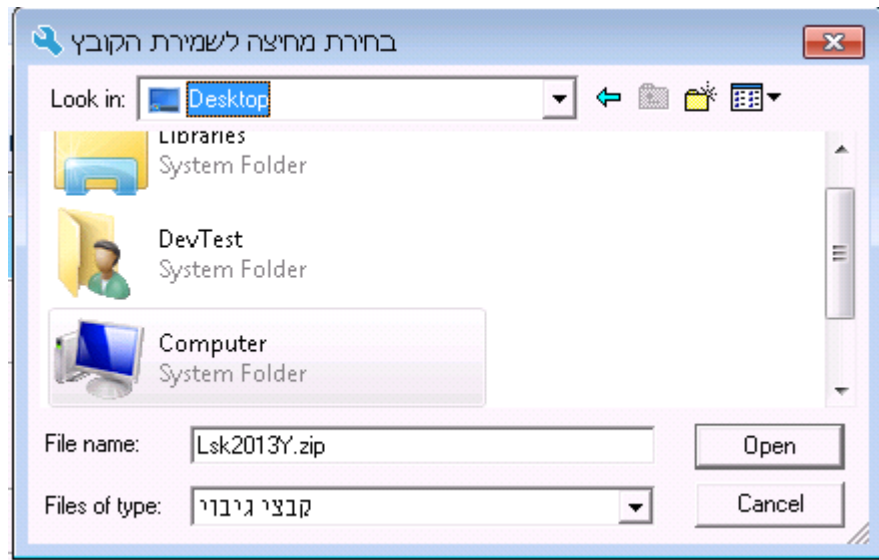 בחירת מחיצה לשמירת הקובץ
Look in: Desktop
Libraries
System Folder
DevTest
System Folder
Computer
System Folder
File name: Lsk2013Y.zip Open
Files of type: קבצי גיבוי Cancel